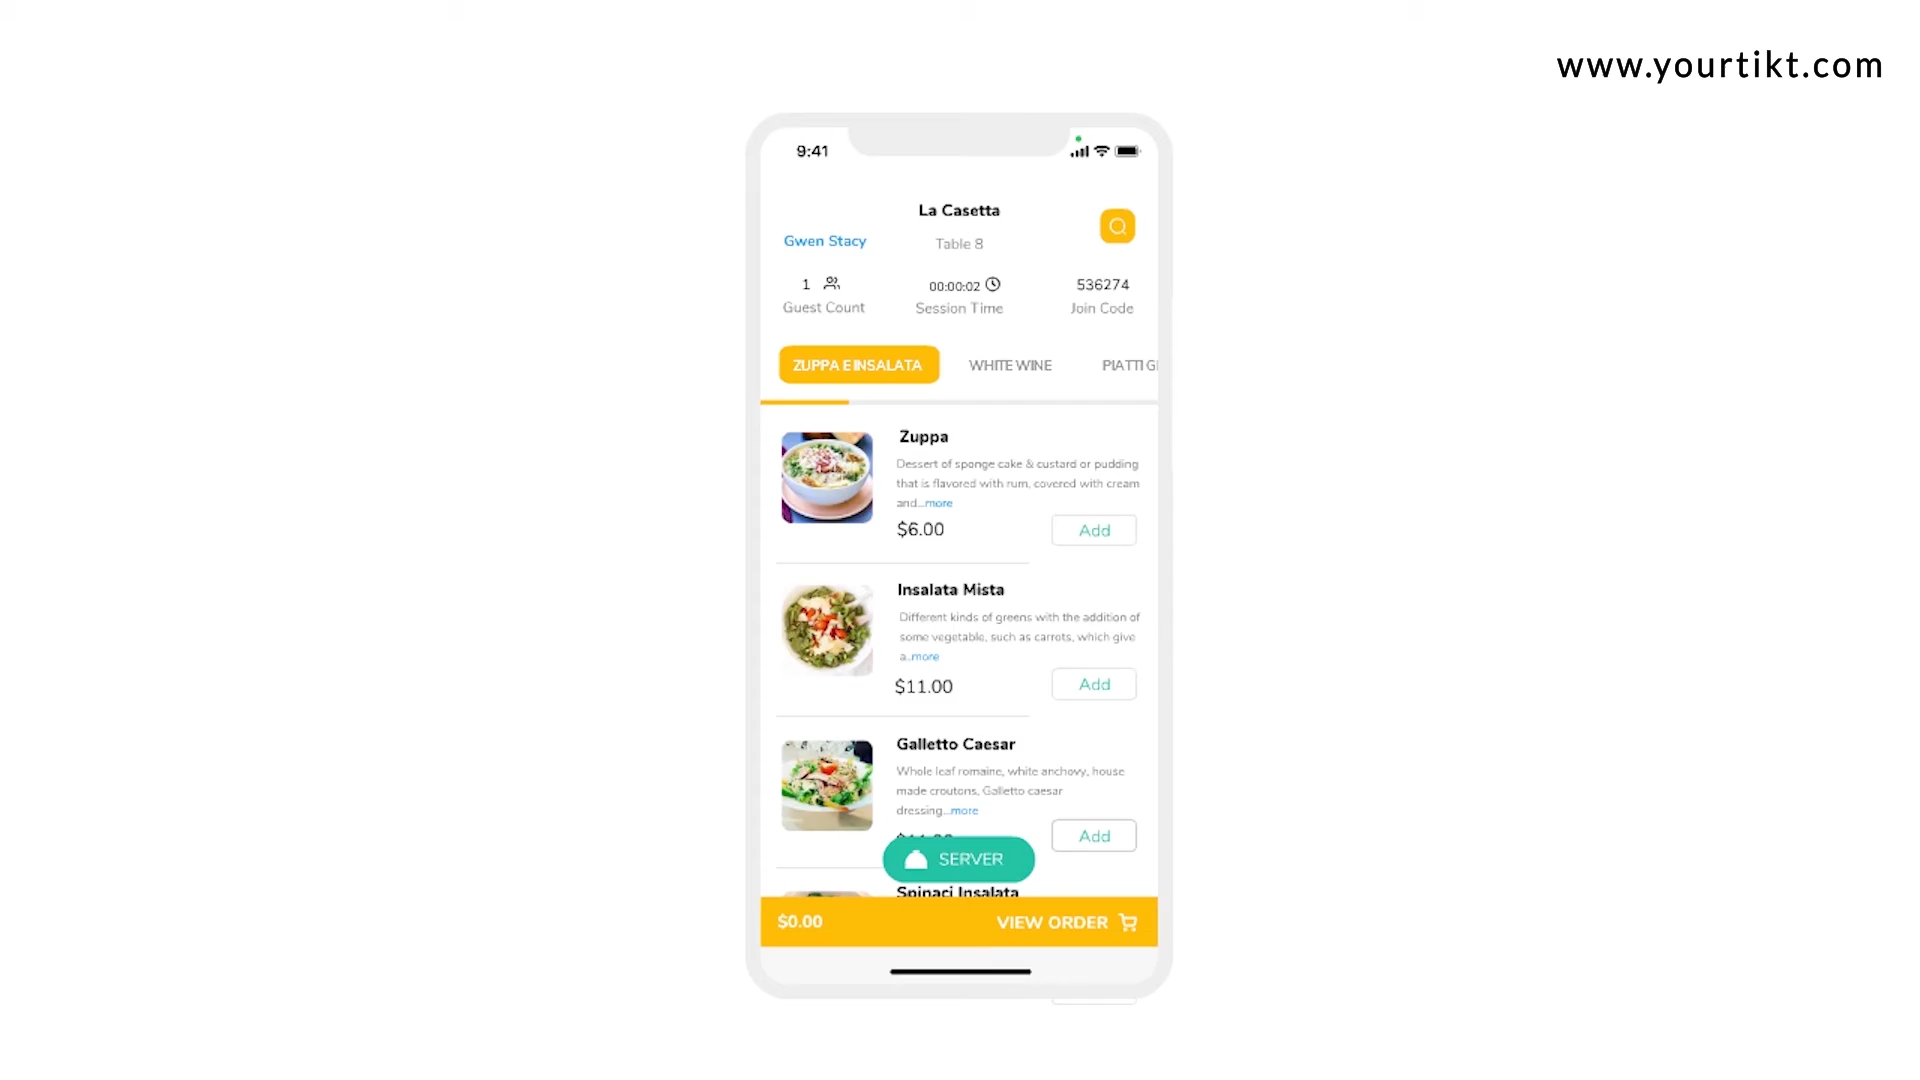 www.yourtikt.com
9:41
La Casetta
Gwen Stacy
Table 8
1
00:00:02
536274
Guest Count
Session Time
Join Code
ZUPPA E INSALATA
WHITE WINE
PIATTI G
Zuppa
Dessert of sponge cake & custard or pudding
that is flavored with rum, covered with cream
and...more
$6.00
Add
Insalata Mista
Different kinds of greens with the addition of
some vegetable, such as carrots, which give
a..more
$11.00
Add
Galletto Caesar
Whole leaf romaine, white anchovy, house
made croutons, Galletto caesar
dressing...more
Add
SERVER
Spinaci Insalata
$0.00
VIEW ORDER